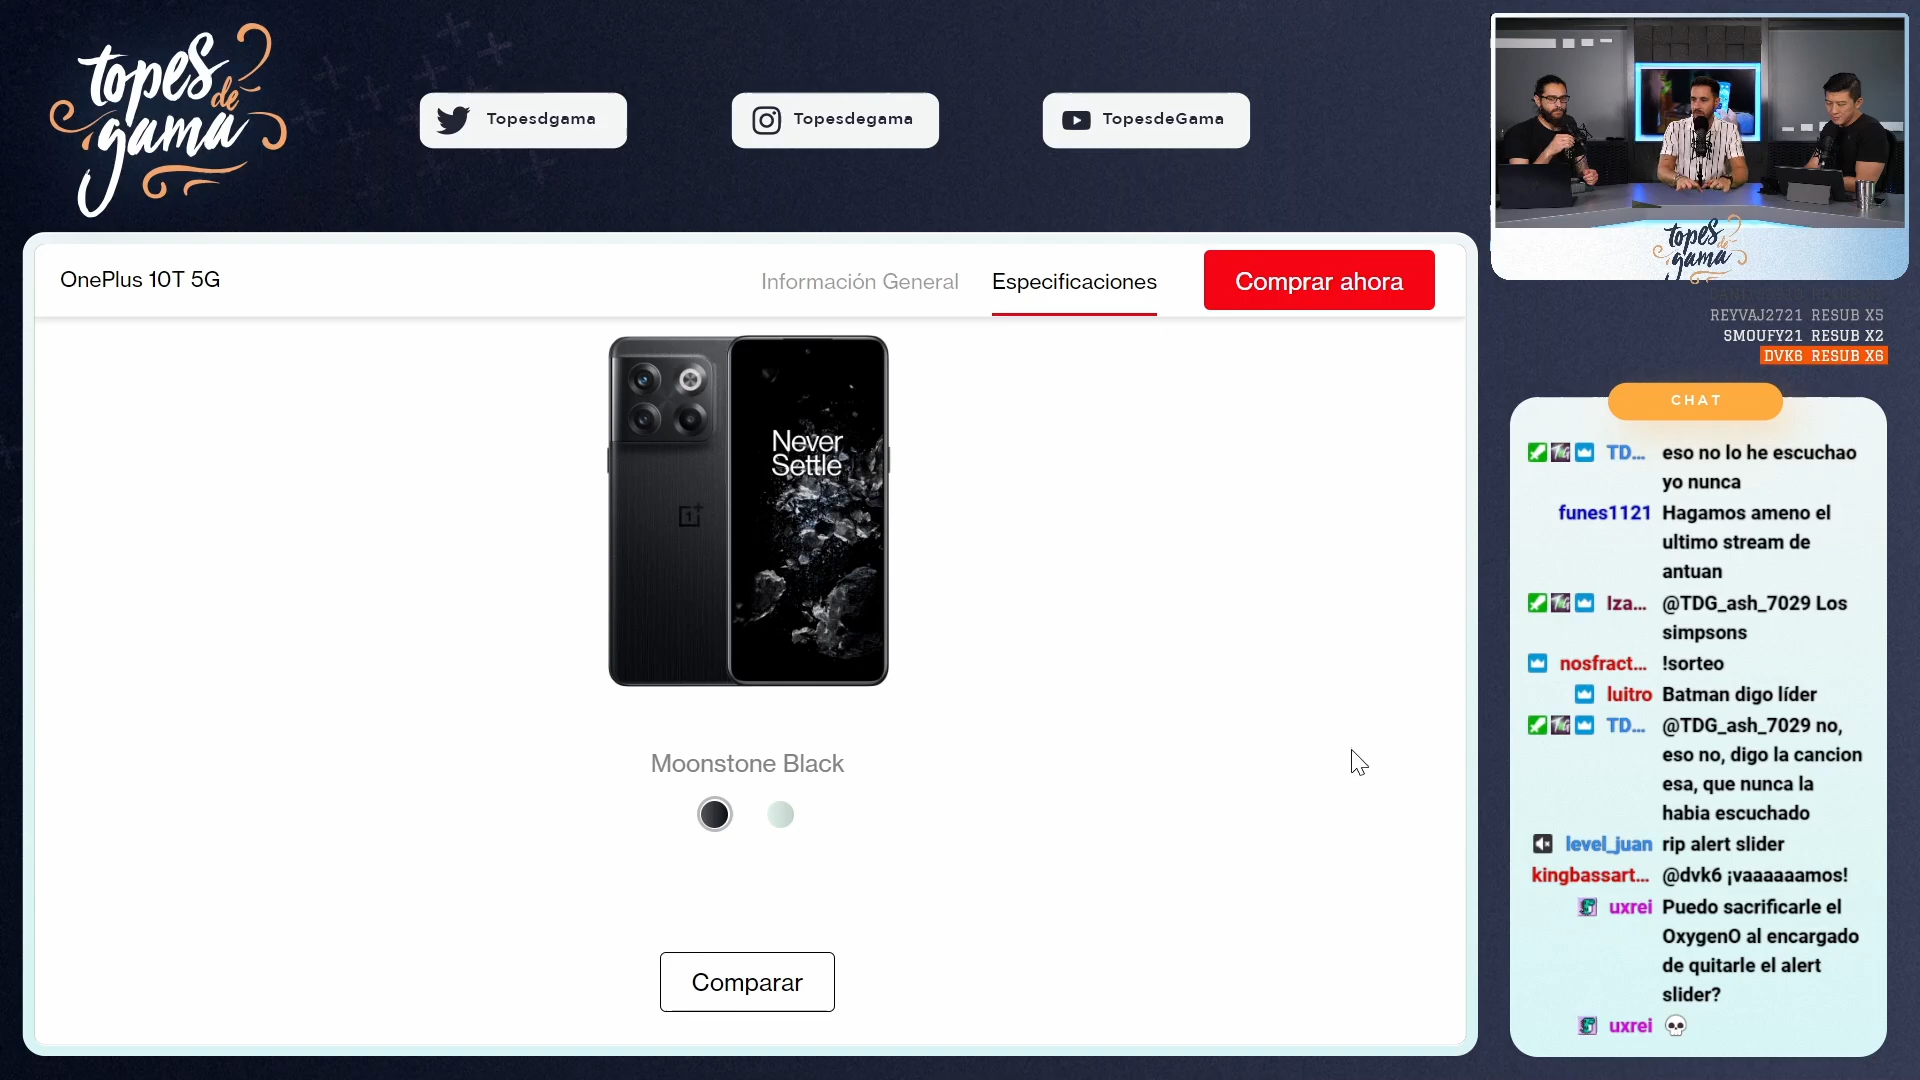 topes
de
gama
Topesdgama
Topesdegama
TopesdeGama
topes
de
gama
OnePlus 10T 5G
Información General
Especificaciones
Comprar ahora
Never
Settle
Moonstone Black
Comparar
REYVAJ2721 RESUB X5
SMOUFY21 RESUB X2
DVK6 RESUB X6
CHAT
TD... eso no lo he escuchao
yo nunca
funes1121 Hagamos ameno el
ultimo stream de
antuan
Iza... @TDG_ash_7029 Los
simpsons
nosfract... !sorteo
luitro Batman digo líder
TD... @TDG_ash_7029 no,
eso no, digo la cancion
esa, que nunca la
habia escuchado
level_juan rip alert slider
kingbassart... @dvk6 ¡vaaaaaamos!
uxrei Puedo sacrificarle el
OxygenO al encargado
de quitarle el alert
slider?
uxrei 💀